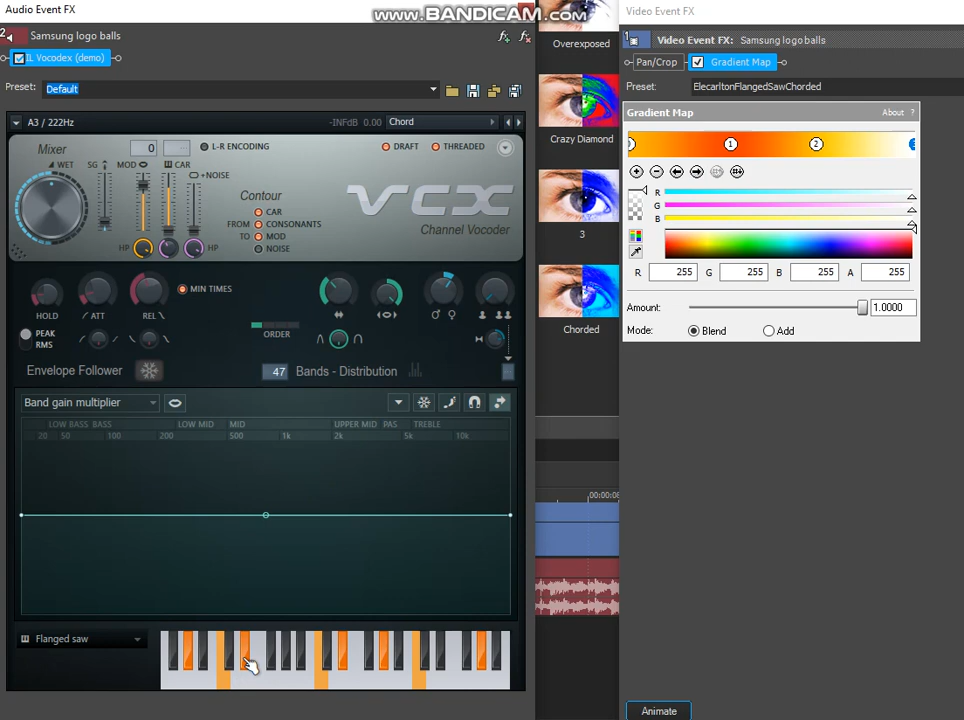 Audio Event FX
Samsung logo balls
IL Vocodex (demo)
Preset:
Default
A3 / 222Hz
-INFdB 0.00
Chord
Mixer
0
L-R ENCODING
DRAFT
THREADED
WET
SG
MOD
CAR
+NOISE
Contour
CAR
FROM
CONSONANTS
TO
MOD
NOISE
HP
HP
VCX
Channel Vocoder
HOLD
ATT
REL
MIN TIMES
PEAK
RMS
ORDER
Envelope Follower
47
Bands - Distribution
Band gain multiplier
LOW BASS
BASS
LOW MID
MID
UPPER MID
PAS
TREBLE
20
50
100
200
500
1k
2k
5k
10k
Flanged saw
www.BANDICAM.com
Overexposed
Crazy Diamond
3
Chorded
Video Event FX
Video Event FX:
Samsung logo balls
Pan/Crop
Gradient Map
Preset:
ElecarltonFlangedSawChorded
Gradient Map
About
?
1
2
R
G
B
R
255
G
255
B
255
A
255
Amount:
1.0000
Mode:
Blend
Add
Animate